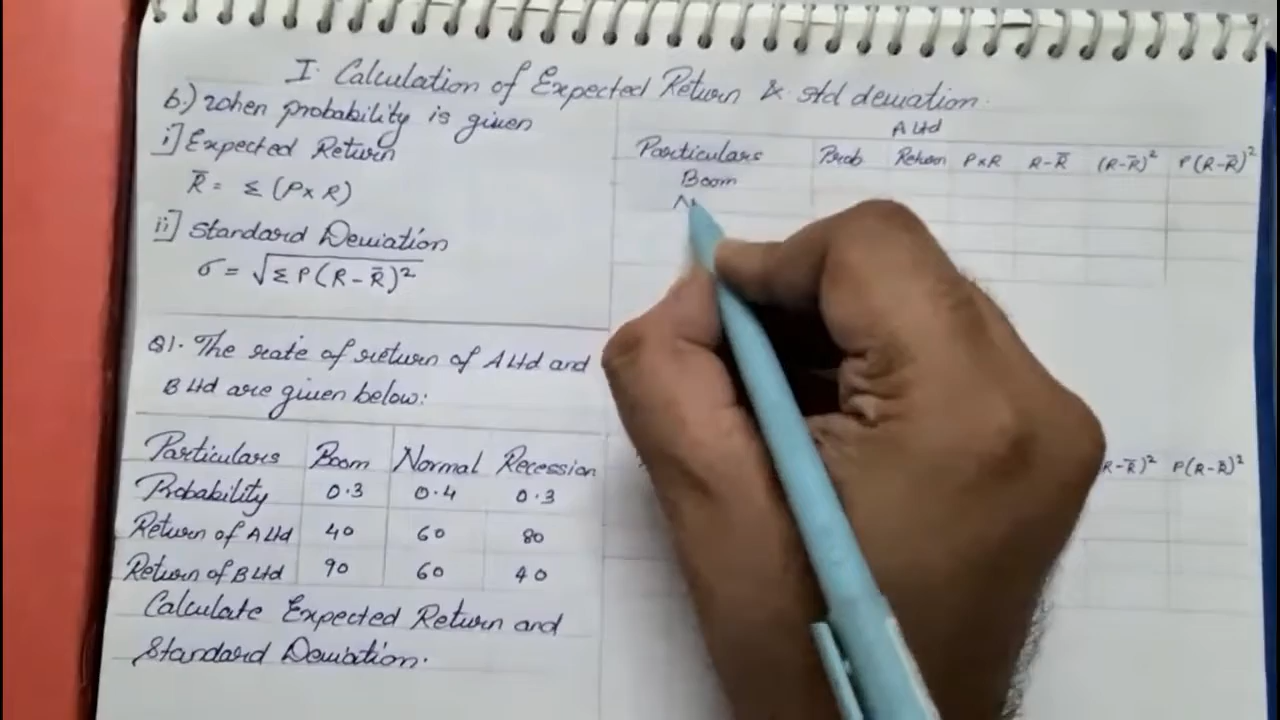 I. Calculation of Expected Return & std deviation.
b.) When probability is given
i] Expected Return
R̄ = Σ (P×R)
ii] Standard Deviation
σ = √Σ P(R-R̄)²
Q1. The rate of return of A Ltd and
B Ltd are given below:
Particulars Boom Normal Recession
Probability 0.3 0.4 0.3
Return of A Ltd 40 60 80
Return of B Ltd 90 60 40
Calculate Expected Return and
Standard Deviation.
A Ltd
Particulars Prob Return P×R R-R̄ (R-R̄)² P(R-R̄)²
Boom
R-R̄)² P(R-R̄)²